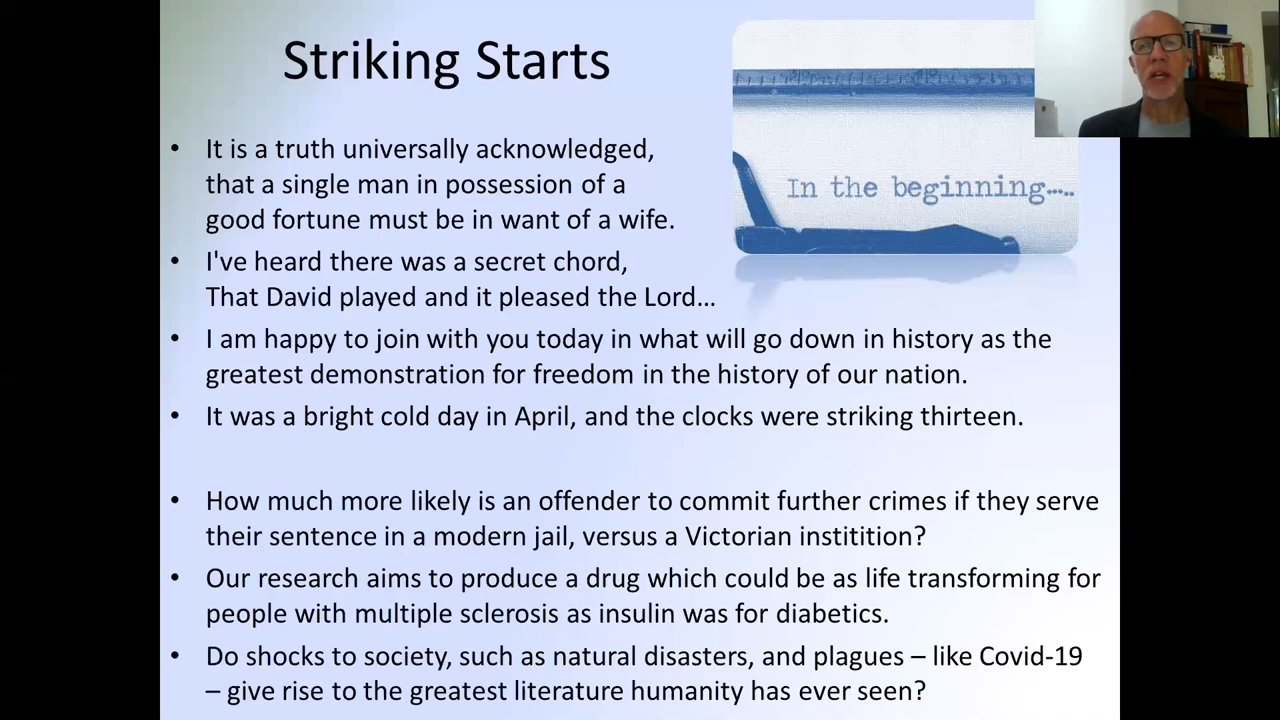 Striking Starts
In the beginning.....
• It is a truth universally acknowledged,
that a single man in possession of a
good fortune must be in want of a wife.
• I've heard there was a secret chord,
That David played and it pleased the Lord…
• I am happy to join with you today in what will go down in history as the
greatest demonstration for freedom in the history of our nation.
• It was a bright cold day in April, and the clocks were striking thirteen.
• How much more likely is an offender to commit further crimes if they serve
their sentence in a modern jail, versus a Victorian institition?
• Our research aims to produce a drug which could be as life transforming for
people with multiple sclerosis as insulin was for diabetics.
• Do shocks to society, such as natural disasters, and plagues – like Covid-19
– give rise to the greatest literature humanity has ever seen?